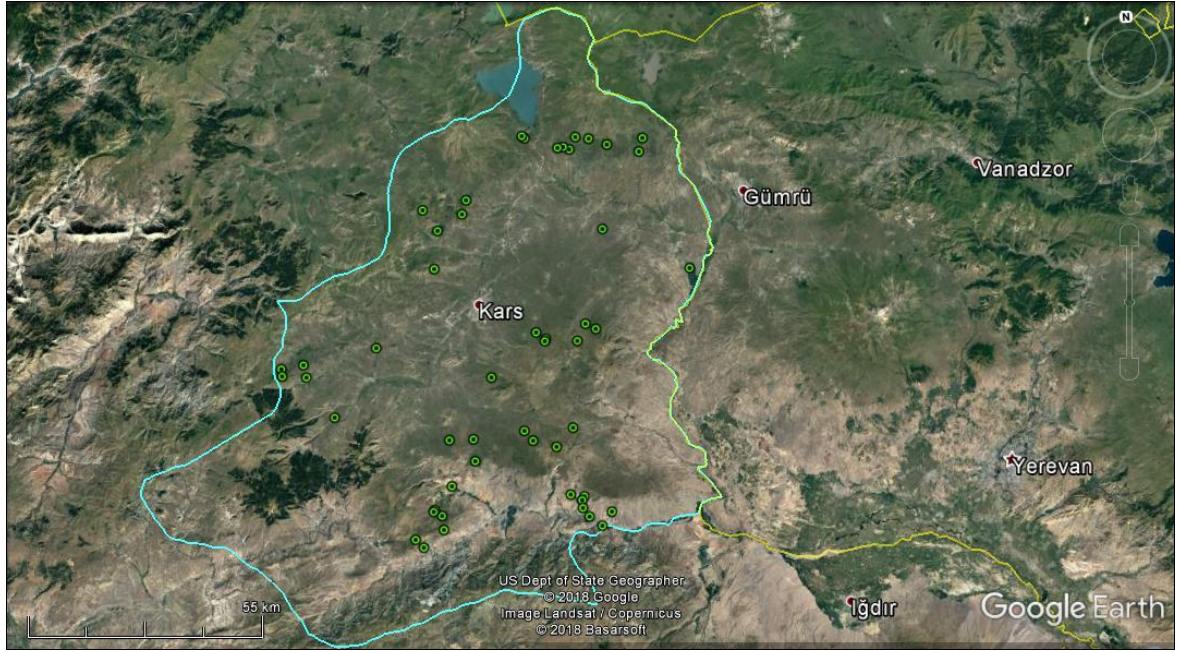 N
Vanadzor
Gümrü
Kars
Yerevan
US Dept of State Geographer
© 2018 Google
Image Landsat / Copernicus
© 2018 Basarsoft
55 km
Iğdır
Google Earth